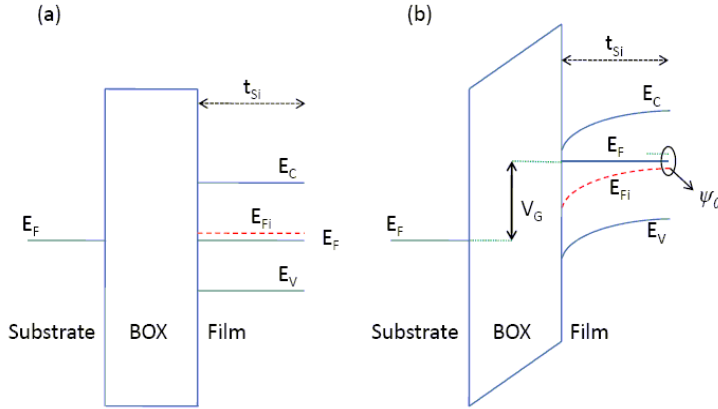 (a)
(b)
t_Si
t_Si
E_C
E_C
E_F
E_Fi
E_F
E_F
E_Fi
ψ_0
V_G
E_F
E_V
E_V
Substrate
BOX
Film
Substrate
BOX
Film